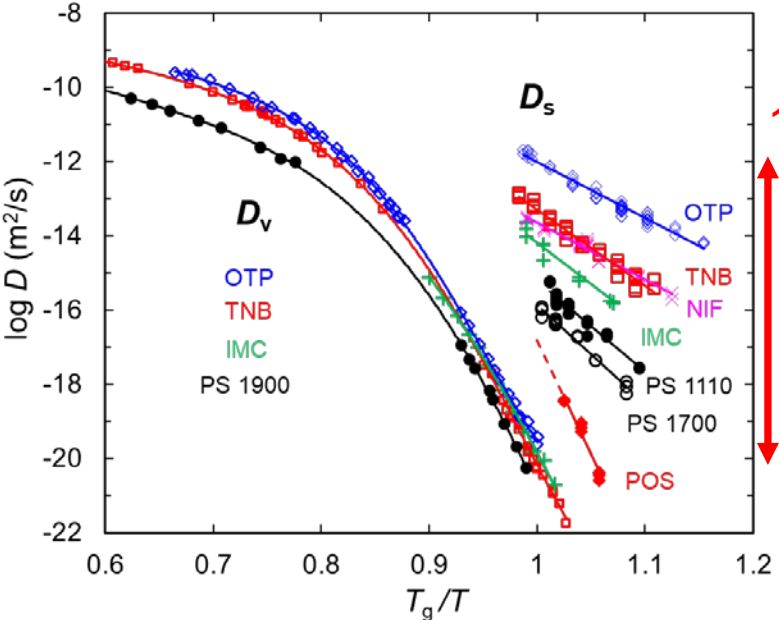 -8
-10
-12
-14
-16
-18
-20
-22
log D (m²/s)
0.6
0.7
0.8
0.9
1
1.1
1.2
Tg/T
Dv
OTP
TNB
IMC
PS 1900
Ds
OTP
TNB
NIF
IMC
PS 1110
PS 1700
POS